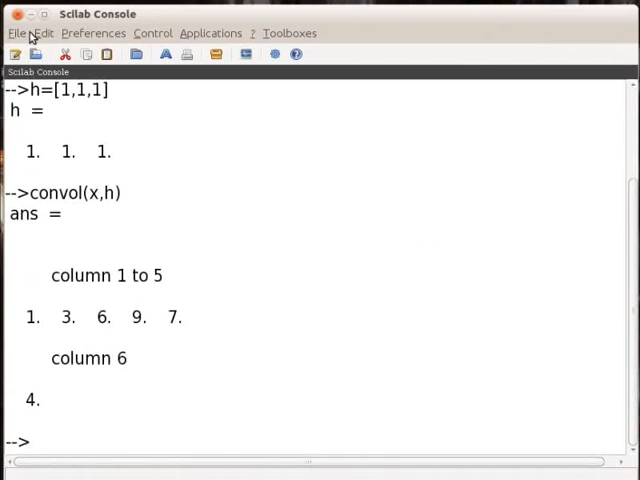 Scilab Console
File Edit Preferences Control Applications ? Toolboxes
Scilab Console
-->h=[1,1,1]
h =
1. 1. 1.
-->convol(x,h)
ans =
column 1 to 5
1. 3. 6. 9. 7.
column 6
4.
-->